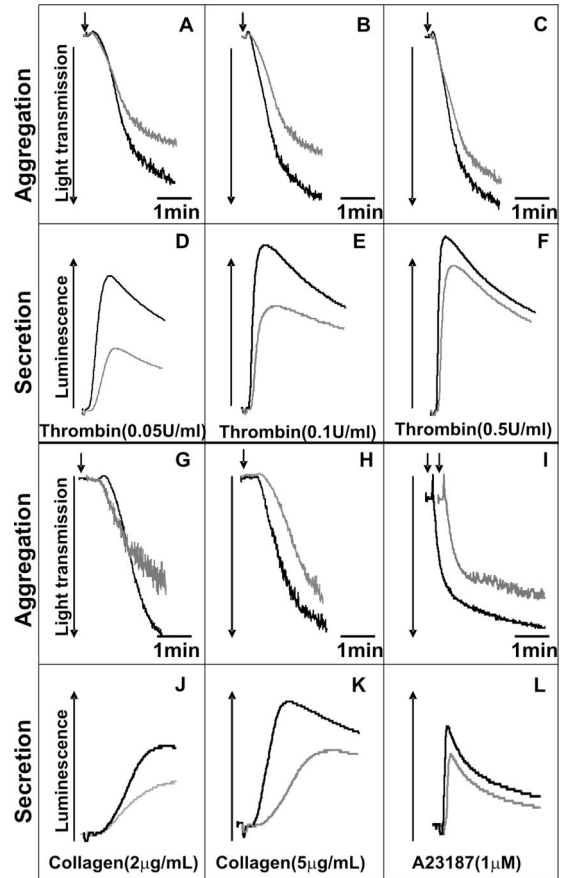 A B C
Aggregation
Light transmission
1min 1min 1min
D E F
Secretion
Luminescence
Thrombin(0.05U/ml) Thrombin(0.1U/ml) Thrombin(0.5U/ml)
G H I
Aggregation
Light transmission
1min 1min 1min
J K L
Secretion
Luminescence
Collagen(2μg/mL) Collagen(5μg/mL) A23187(1μM)